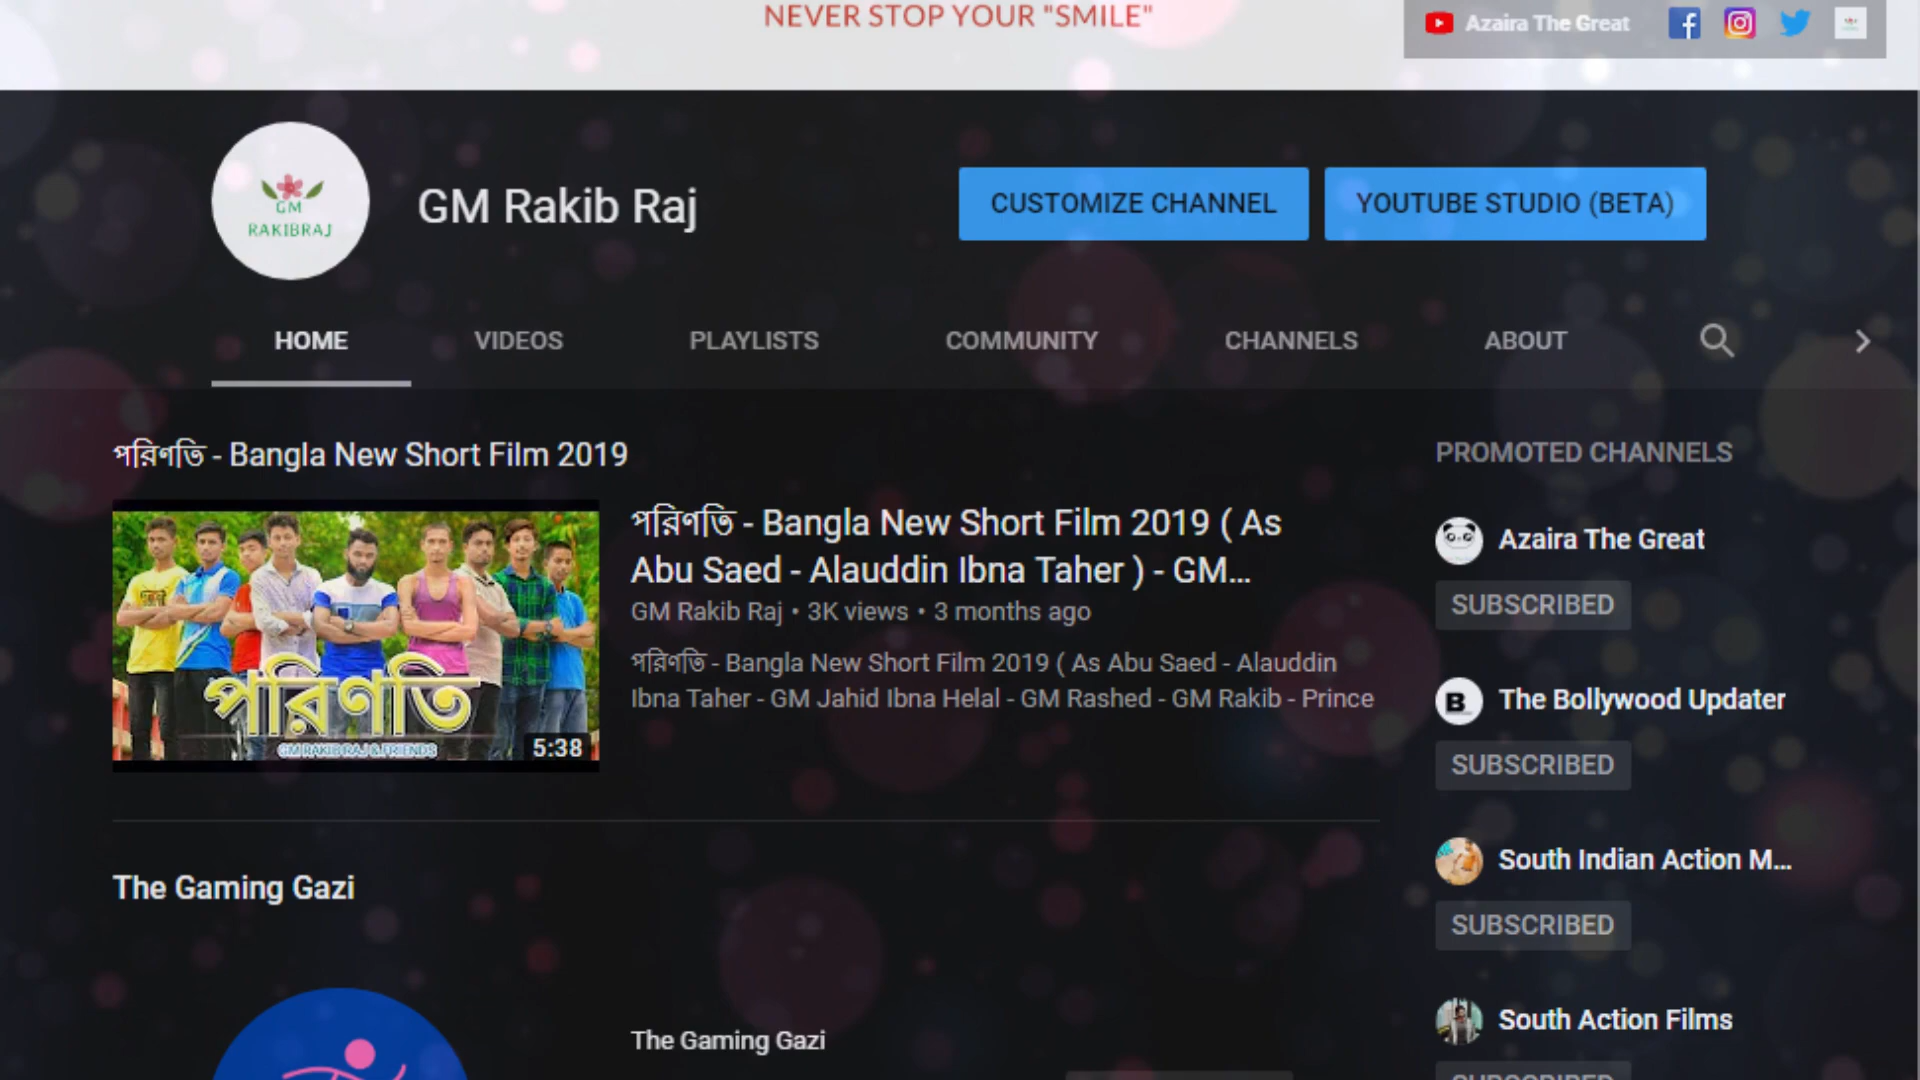 NEVER STOP YOUR "SMILE"
Azaira The Great
GM
RAKIBRAJ
GM Rakib Raj
CUSTOMIZE CHANNEL
YOUTUBE STUDIO (BETA)
HOME
VIDEOS
PLAYLISTS
COMMUNITY
CHANNELS
ABOUT
পরিণতি - Bangla New Short Film 2019
পরিণতি
GM RAKIB RAJ & FRIENDS
5:38
পরিণতি - Bangla New Short Film 2019 ( As
Abu Saed - Alauddin Ibna Taher ) - GM...
GM Rakib Raj • 3K views • 3 months ago
পরিণতি - Bangla New Short Film 2019 ( As Abu Saed - Alauddin
Ibna Taher - GM Jahid Ibna Helal - GM Rashed - GM Rakib - Prince
The Gaming Gazi
The Gaming Gazi
PROMOTED CHANNELS
Azaira The Great
SUBSCRIBED
B
The Bollywood Updater
SUBSCRIBED
South Indian Action M...
SUBSCRIBED
South Action Films
SUBSCRIBED